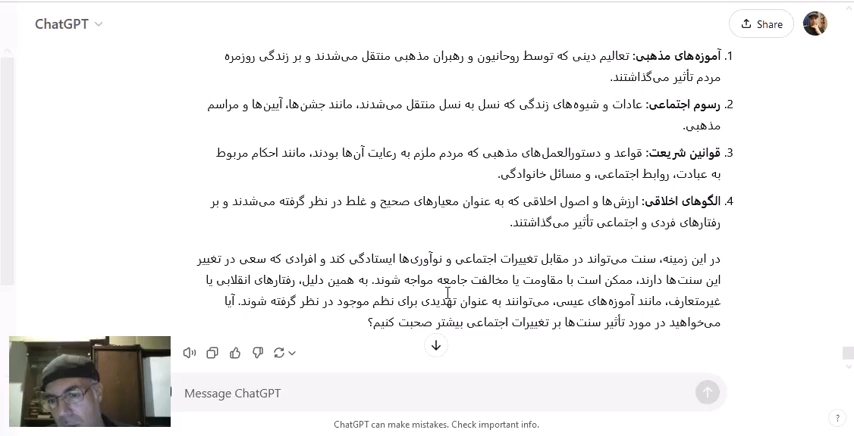 ChatGPT
Share
1. آموزه‌های مذهبی: تعالیم دینی که توسط روحانیون و رهبران مذهبی منتقل می‌شدند و بر زندگی روزمره
مردم تأثیر می‌گذاشتند.
2. رسوم اجتماعی: عادات و شیوه‌های زندگی که نسل به نسل منتقل می‌شدند، مانند جشن‌ها، آیین‌ها و مراسم
مذهبی.
3. قوانین شریعت: قواعد و دستورالعمل‌های مذهبی که مردم ملزم به رعایت آن‌ها بودند، مانند احکام مربوط
به عبادت، روابط اجتماعی، و مسائل خانوادگی.
4. الگوهای اخلاقی: ارزش‌ها و اصول اخلاقی که به عنوان معیارهای صحیح و غلط در نظر گرفته می‌شدند و بر
رفتارهای فردی و اجتماعی تأثیر می‌گذاشتند.
در این زمینه، سنت می‌تواند در مقابل تغییرات اجتماعی و نوآوری‌ها ایستادگی کند و افرادی که سعی در تغییر
این سنت‌ها دارند، ممکن است با مقاومت یا مخالفت جامعه مواجه شوند. به همین دلیل، رفتارهای انقلابی یا
غیرمتعارف، مانند آموزه‌های عیسی، می‌توانند به عنوان تهدیدی برای نظم موجود در نظر گرفته شوند. آیا
می‌خواهید در مورد تأثیر سنت‌ها بر تغییرات اجتماعی بیشتر صحبت کنیم؟
Message ChatGPT
ChatGPT can make mistakes. Check important info.
?